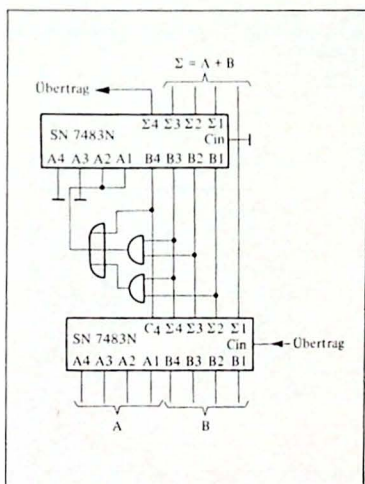 Σ = A + B
Übertrag
Σ4 Σ3 Σ2 Σ1
SN 7483N
Cin
A4 A3 A2 A1 B4 B3 B2 B1
C4 Σ4 Σ3 Σ2 Σ1
SN 7483N
Cin
Übertrag
A4 A3 A2 A1 B4 B3 B2 B1
A
B